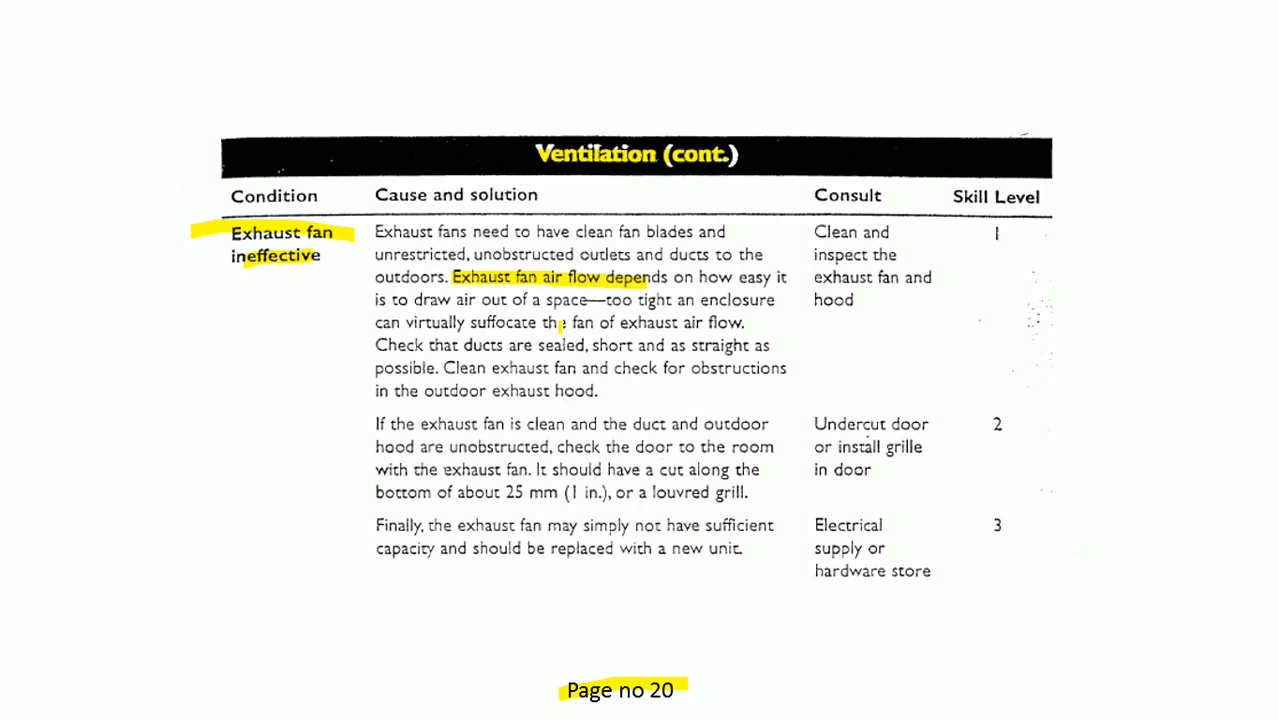 Ventilation (cont.)
Condition
Cause and solution
Consult
Skill Level
Exhaust fan
ineffective
Exhaust fans need to have clean fan blades and
unrestricted, unobstructed outlets and ducts to the
outdoors. Exhaust fan air flow depends on how easy it
is to draw air out of a space—too tight an enclosure
can virtually suffocate the fan of exhaust air flow.
Check that ducts are sealed, short and as straight as
possible. Clean exhaust fan and check for obstructions
in the outdoor exhaust hood.
Clean and
inspect the
exhaust fan and
hood
1
If the exhaust fan is clean and the duct and outdoor
hood are unobstructed, check the door to the room
with the exhaust fan. It should have a cut along the
bottom of about 25 mm (1 in.), or a louvred grill.
Undercut door
or install grille
in door
2
Finally, the exhaust fan may simply not have sufficient
capacity and should be replaced with a new unit.
Electrical
supply or
hardware store
3
Page no 20